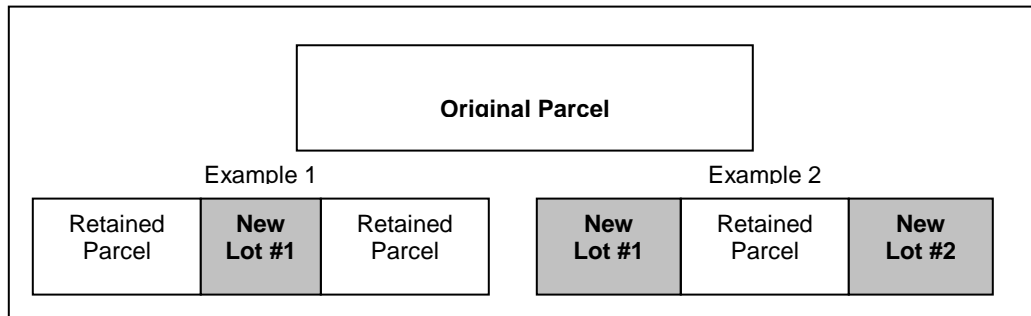 Original Parcel
Example 1
Example 2
Retained
Parcel
New
Lot #1
Retained
Parcel
New
Lot #1
Retained
Parcel
New
Lot #2